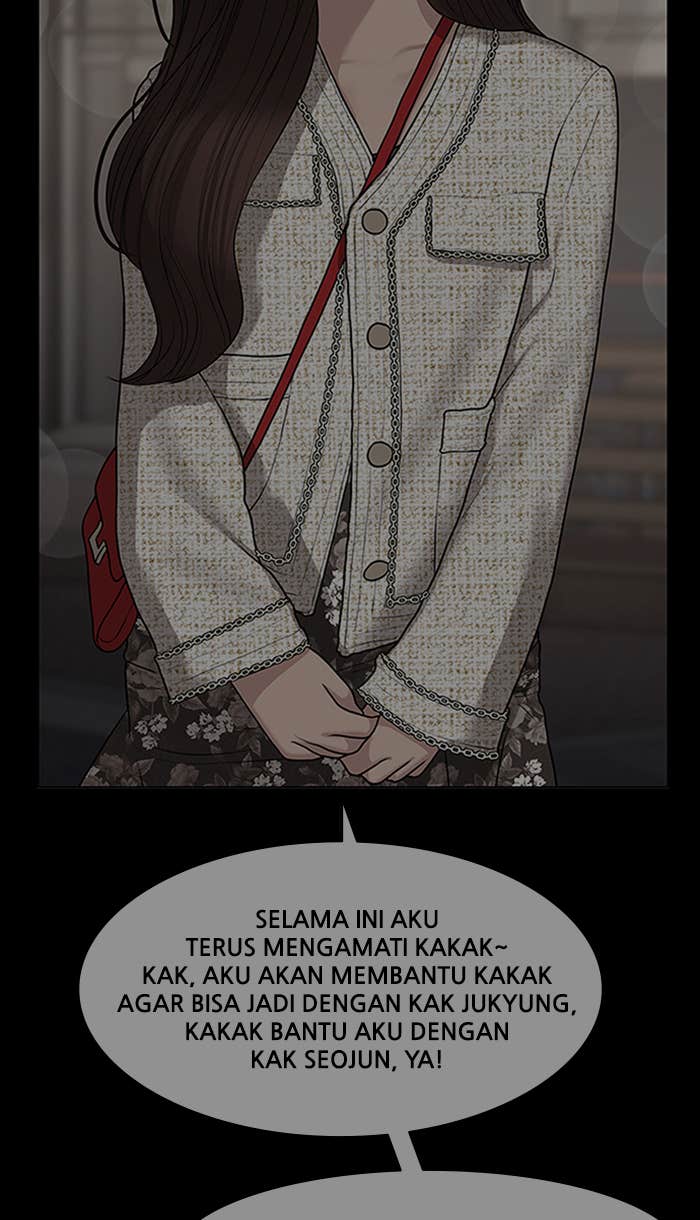 SELAMA INI AKU
TERUS MENGAMATI KAKAK~
KAK, AKU AKAN MEMBANTU KAKAK
AGAR BISA JADI DENGAN KAK JUKYUNG,
KAKAK BANTU AKU DENGAN
KAK SEOJUN, YA!